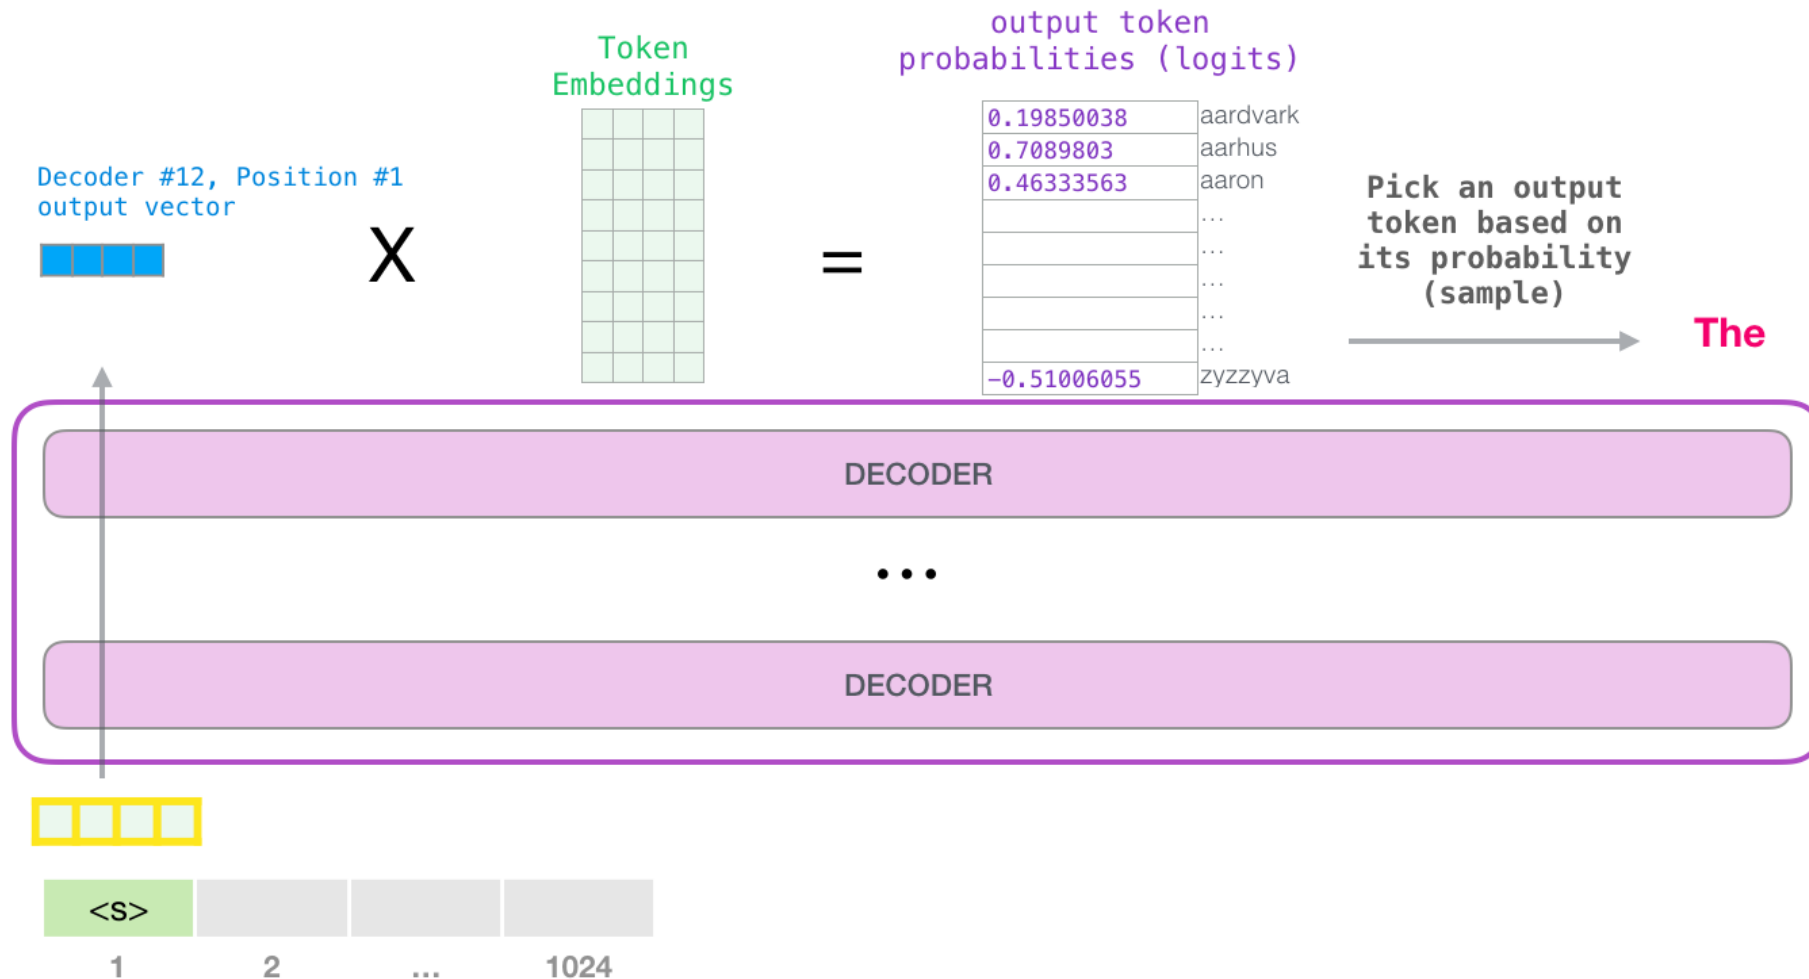 output token
probabilities (logits)
Token
Embeddings
0.19850038 aardvark
0.7089803 aarhus
0.46333563 aaron
...
...
...
...
...
-0.51006055 zyzzyva
Decoder #12, Position #1
output vector
X
=
Pick an output
token based on
its probability
(sample)
The
DECODER
...
DECODER
<s>
1 2 ... 1024